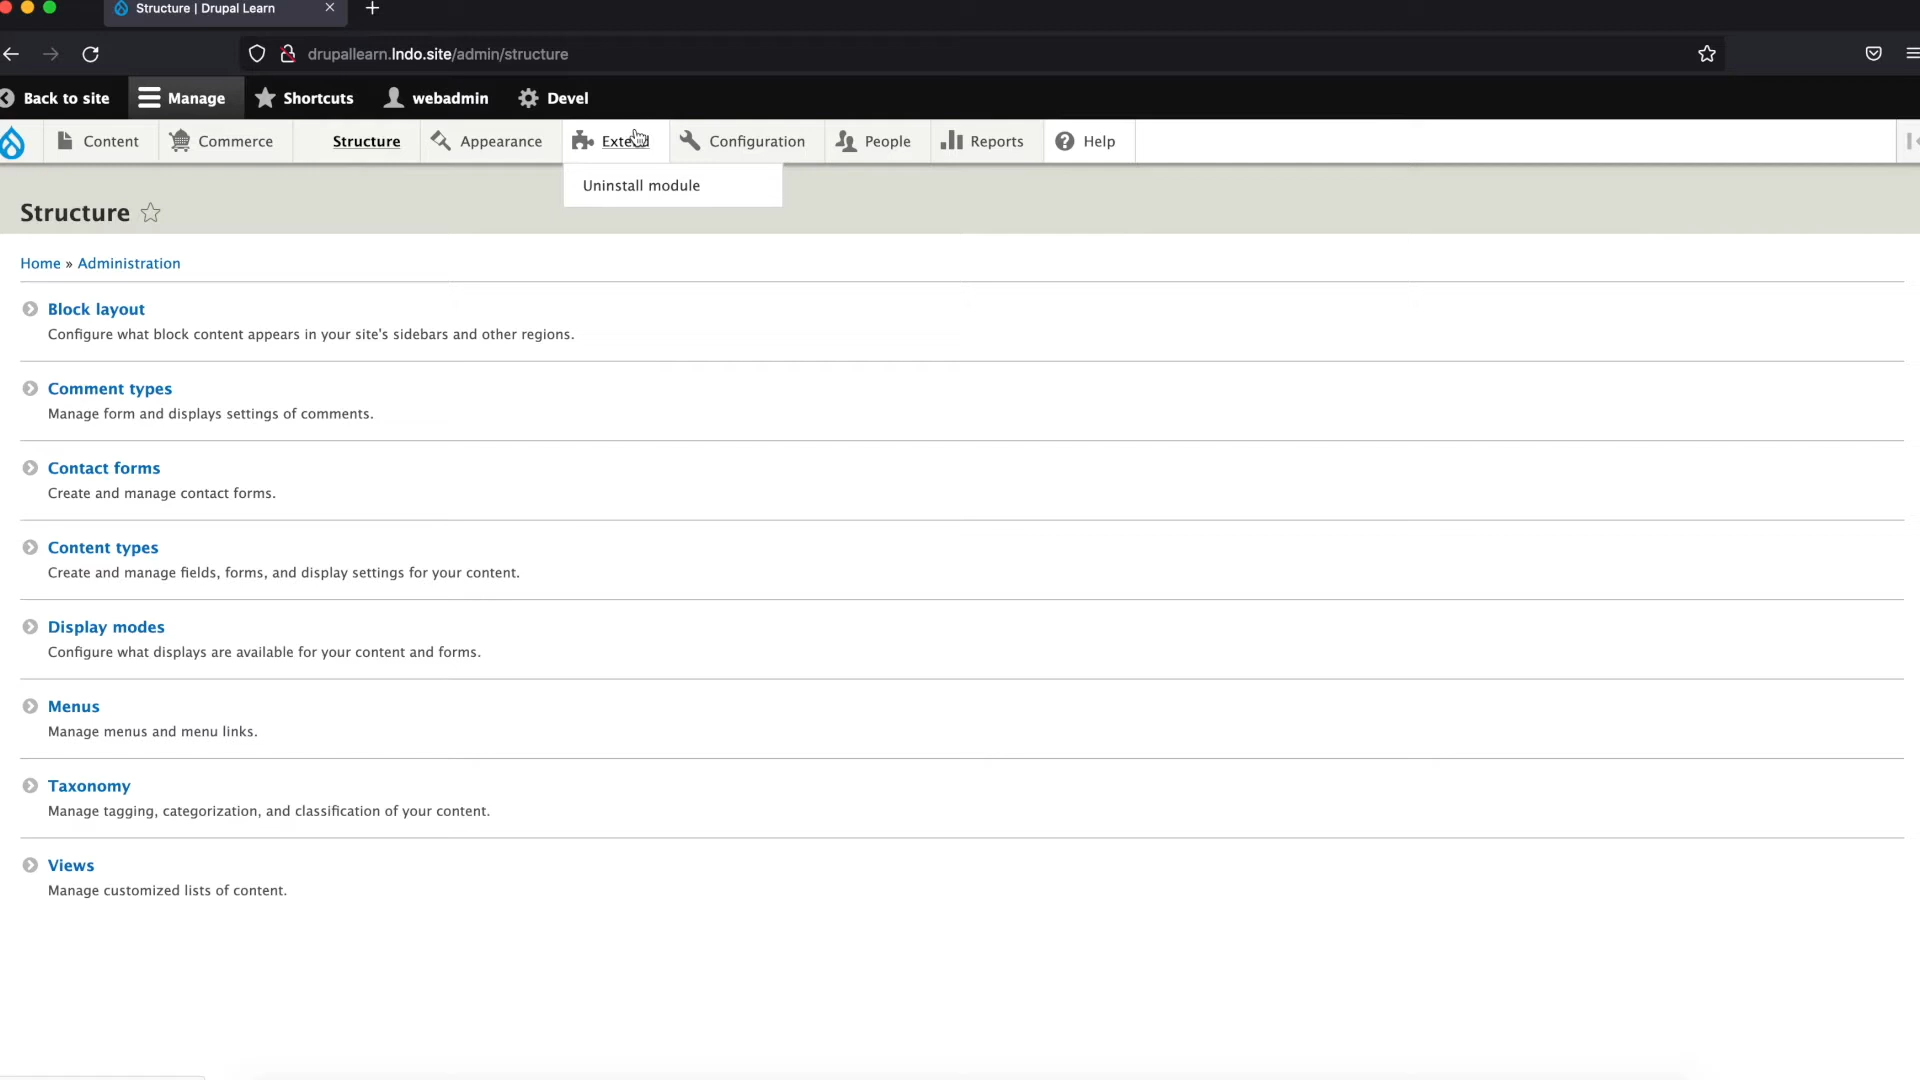 Structure | Drupal Learn
drupallearn.lndo.site/admin/structure
Back to site Manage Shortcuts webadmin Devel
Content Commerce Structure Appearance Extend Configuration People Reports Help
Uninstall module
Structure
Home » Administration
Block layout
Configure what block content appears in your site's sidebars and other regions.
Comment types
Manage form and displays settings of comments.
Contact forms
Create and manage contact forms.
Content types
Create and manage fields, forms, and display settings for your content.
Display modes
Configure what displays are available for your content and forms.
Menus
Manage menus and menu links.
Taxonomy
Manage tagging, categorization, and classification of your content.
Views
Manage customized lists of content.